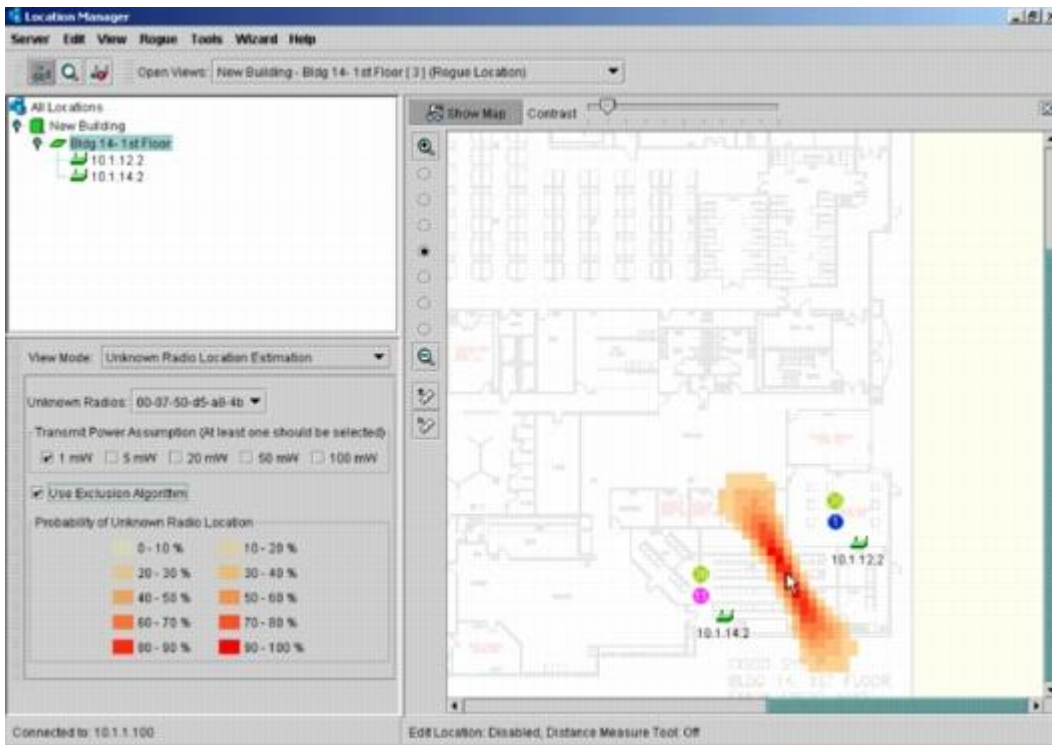 Location Manager
Server Edit View Rogue Tools Wizard Help
Open Views: New Building - Bldg 14- 1st Floor [ 3 ] (Rogue Location)
All Locations
New Building
Bldg 14- 1st Floor
10.1.12.2
10.1.14.2
Show Map Contrast
View Mode: Unknown Radio Location Estimation
Unknown Radios: 00-07-50-d5-a8-4b
Transmit Power Assumption (At least one should be selected)
1 mW 5 mW 20 mW 50 mW 100 mW
Use Exclusion Algorithm
Probability of Unknown Radio Location
0 - 10 % 10 - 20 %
20 - 30 % 30 - 40 %
40 - 50 % 50 - 60 %
60 - 70 % 70 - 80 %
80 - 90 % 90 - 100 %
1
10.1.12.2
11
10.1.14.2
BLDG 14 1ST FLOOR
Connected to: 10.1.1.100
Edit Location: Disabled, Distance Measure Tool: Off